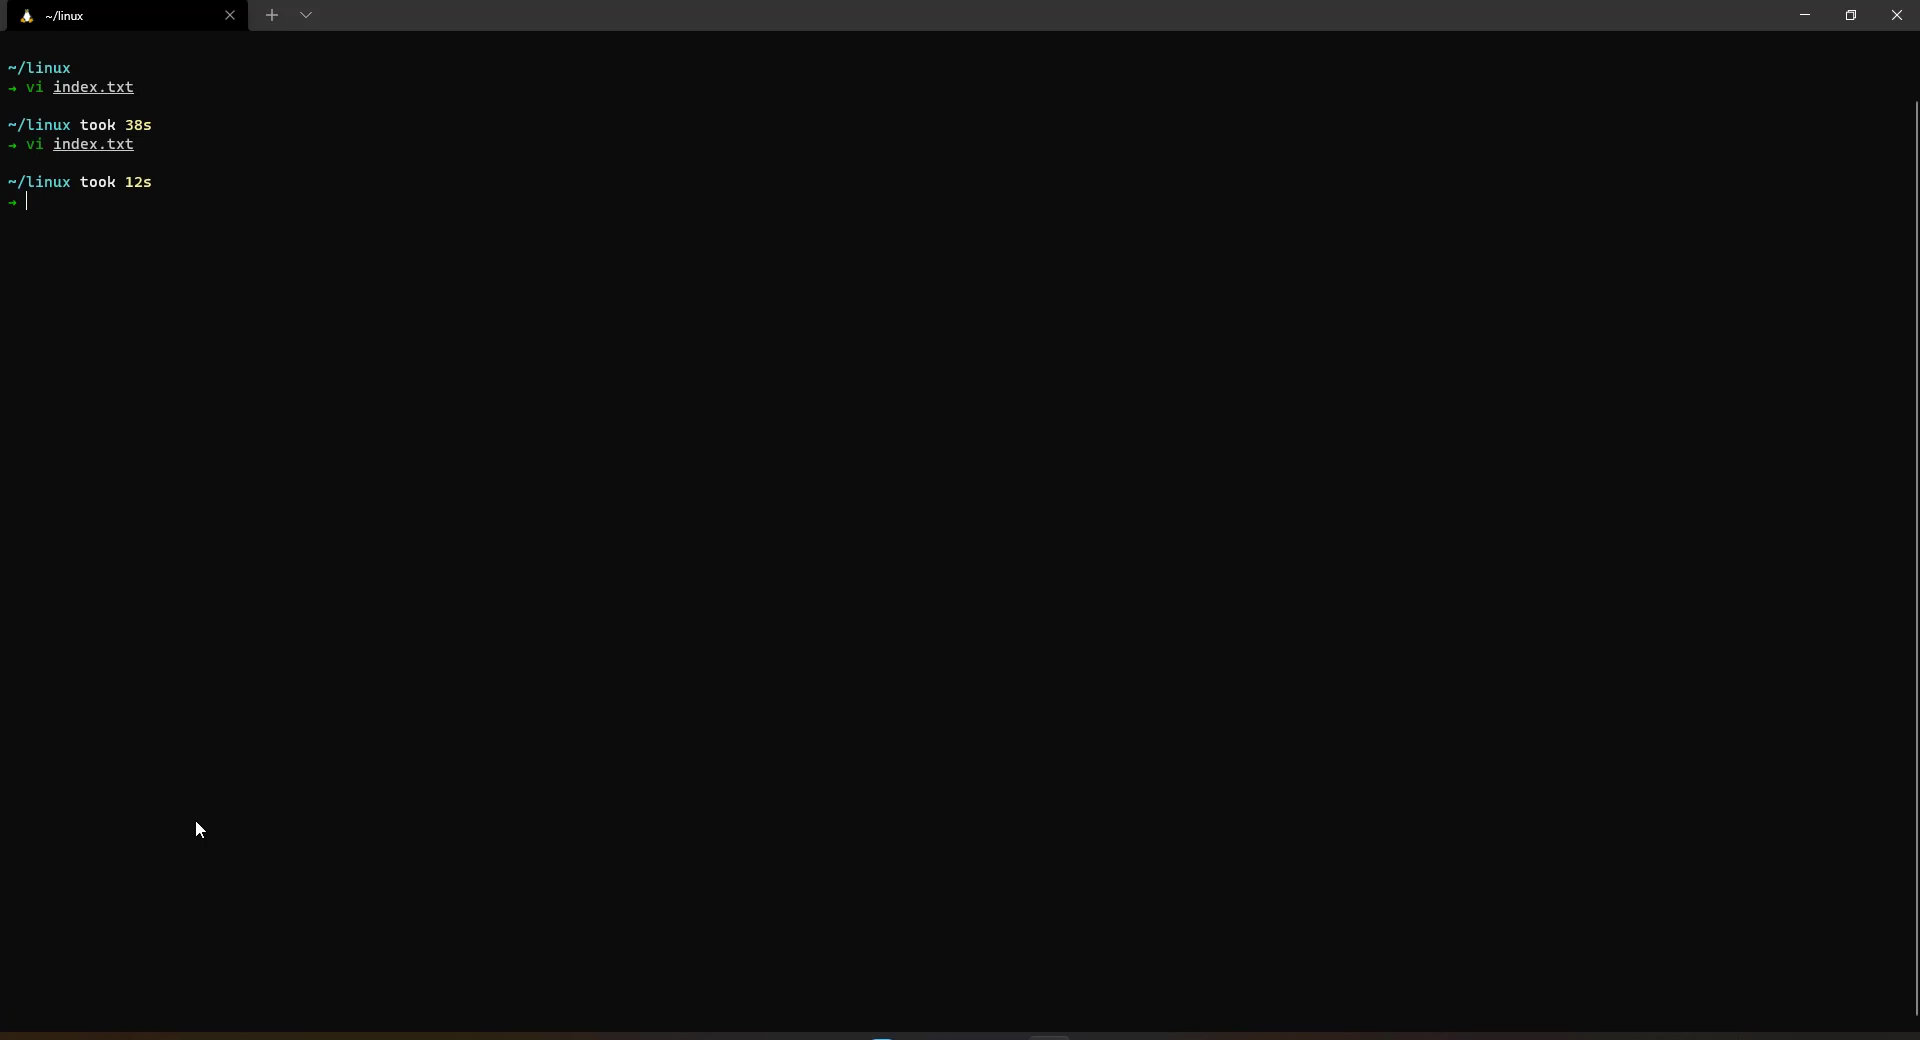 ~/linux
~/linux
→ vi index.txt
~/linux took 38s
→ vi index.txt
~/linux took 12s
→